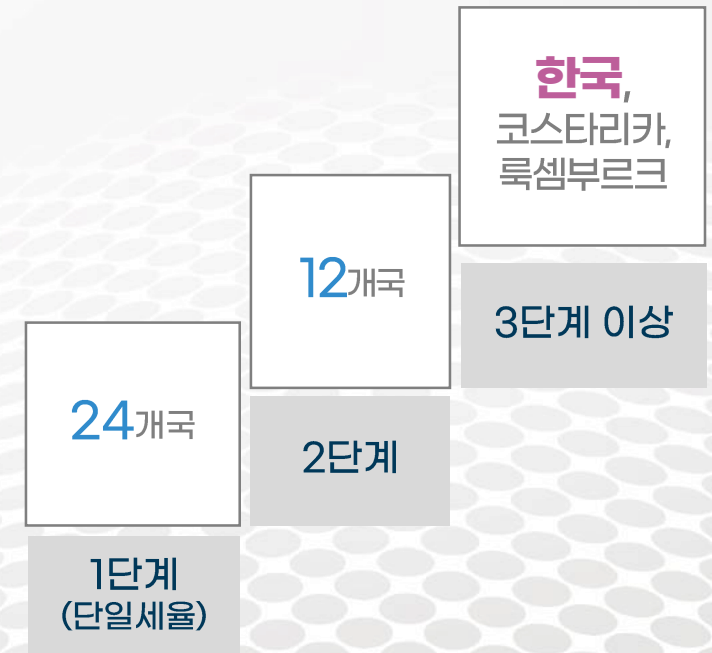 한국,
코스타리카,
룩셈부르크
12개국
3단계 이상
24개국
2단계
1단계
(단일세율)